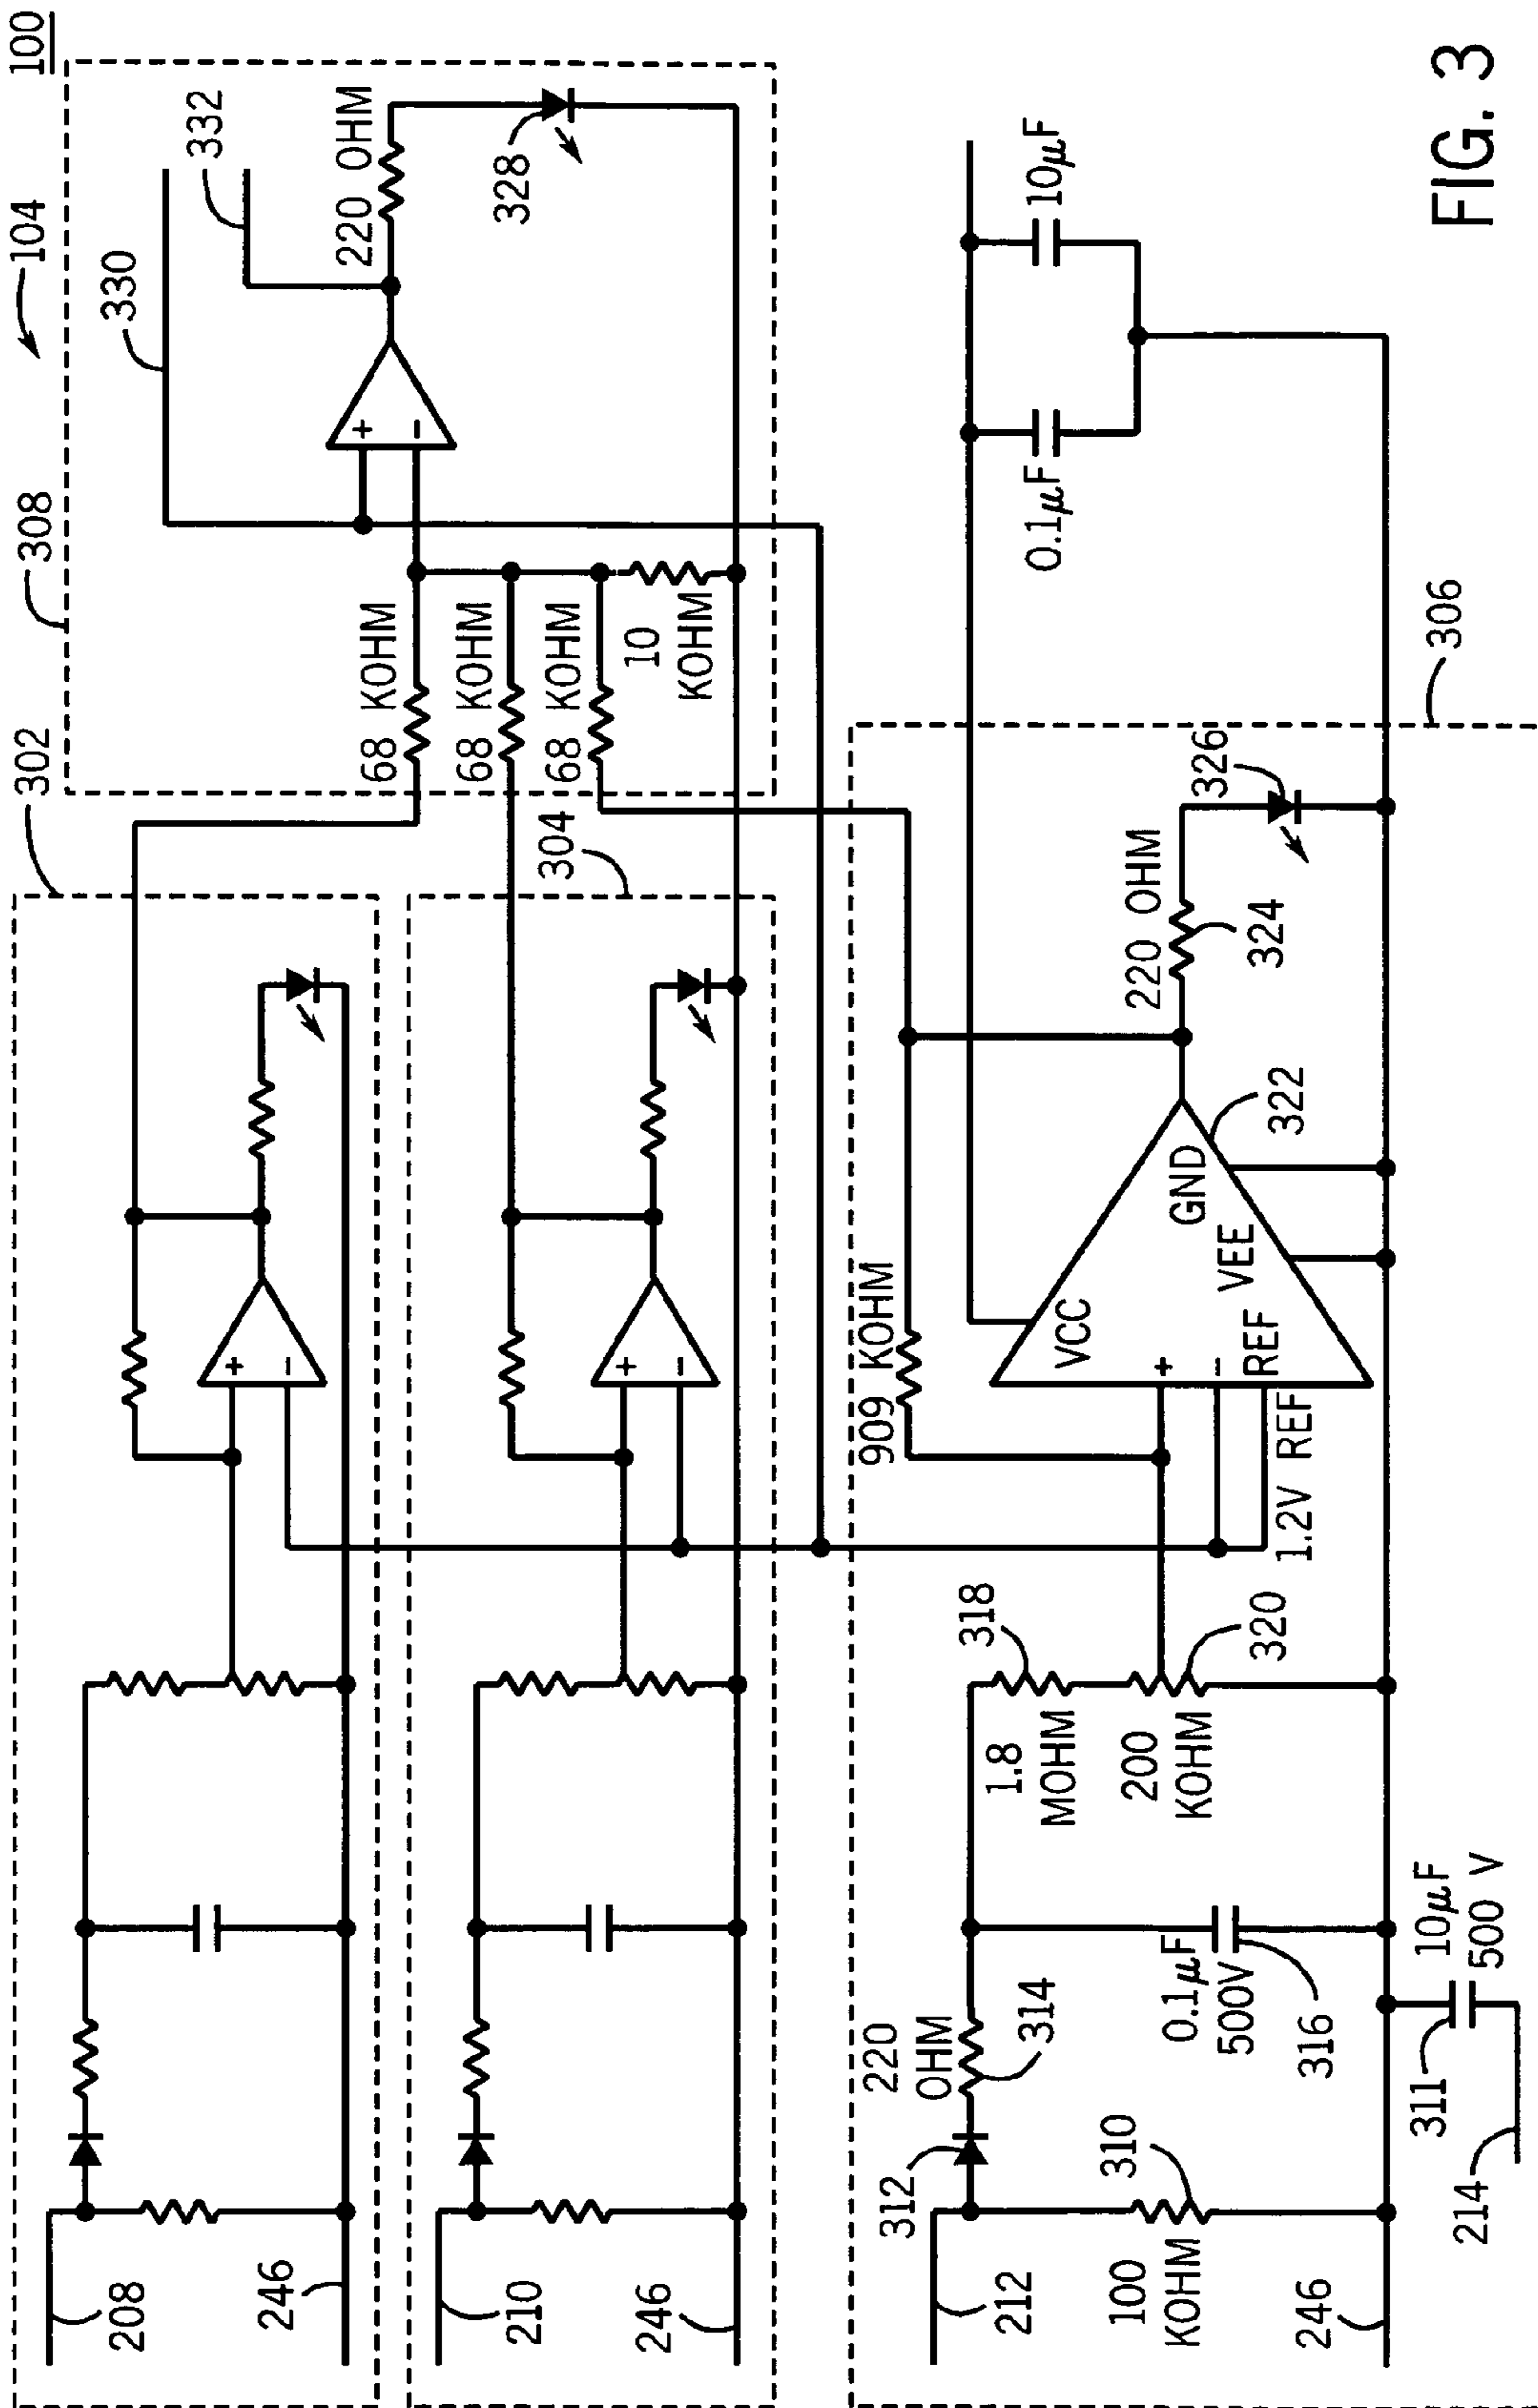 100
104
302
308
330
332
220 OHM
328
68 KOHM
68 KOHM
68 KOHM
10
KOHM
+
−
208
246
+
−
304
210
246
+
−
0.1µF
10µF
306
212
312
220
OHM
314
100
KOHM
310
0.1µF
500V
316
1.8
MOHM
318
200
KOHM
320
909 KOHM
VCC
+
−
REF
VEE
GND
1.2V REF
322
220 OHM
324
326
246
311
10µF
500 V
214
FIG. 3